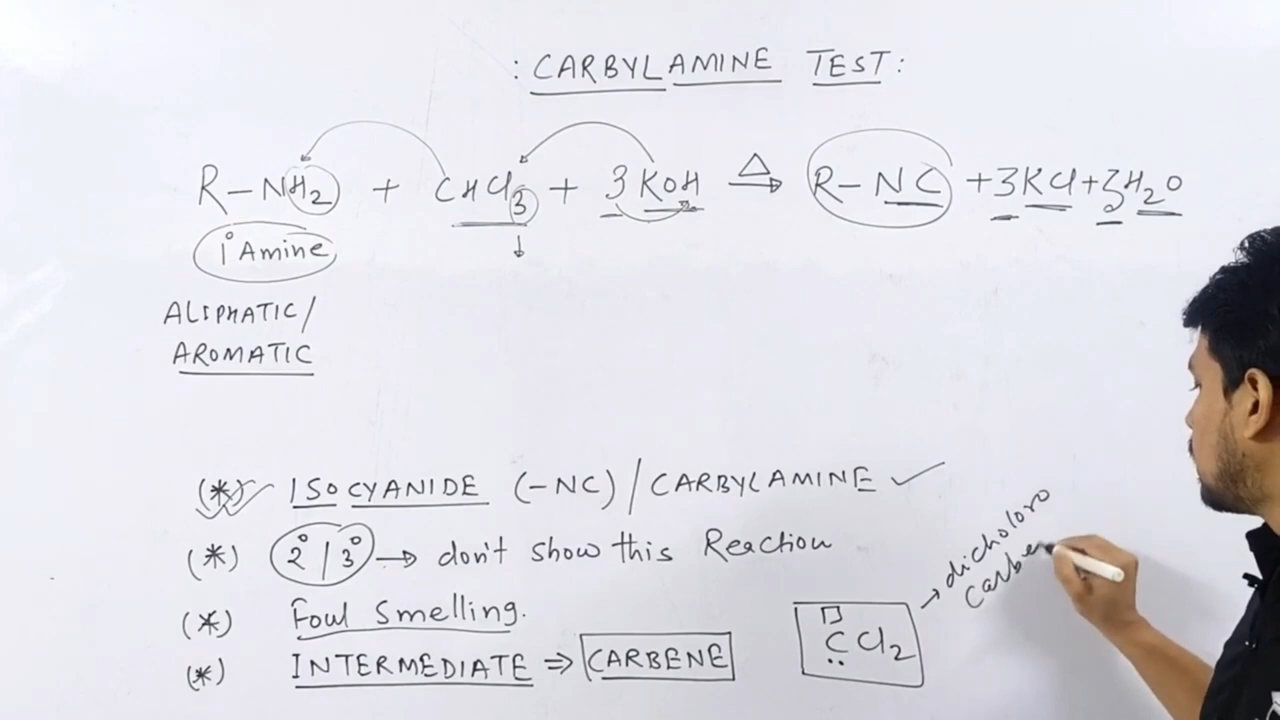 : CARBYLAMINE TEST:
R-NH2 + CHCl3 + 3 KOH △→ R-NC + 3KCl + 3H2O
1° Amine
ALIPHATIC/
AROMATIC
(*) ISOCYANIDE (-NC) / CARBYLAMINE ✓
(*) 2° / 3° → don't show this Reaction
(*) Foul Smelling.
(*) INTERMEDIATE ⇒ CARBENE
:CCl2 → dicholoro
Carbe